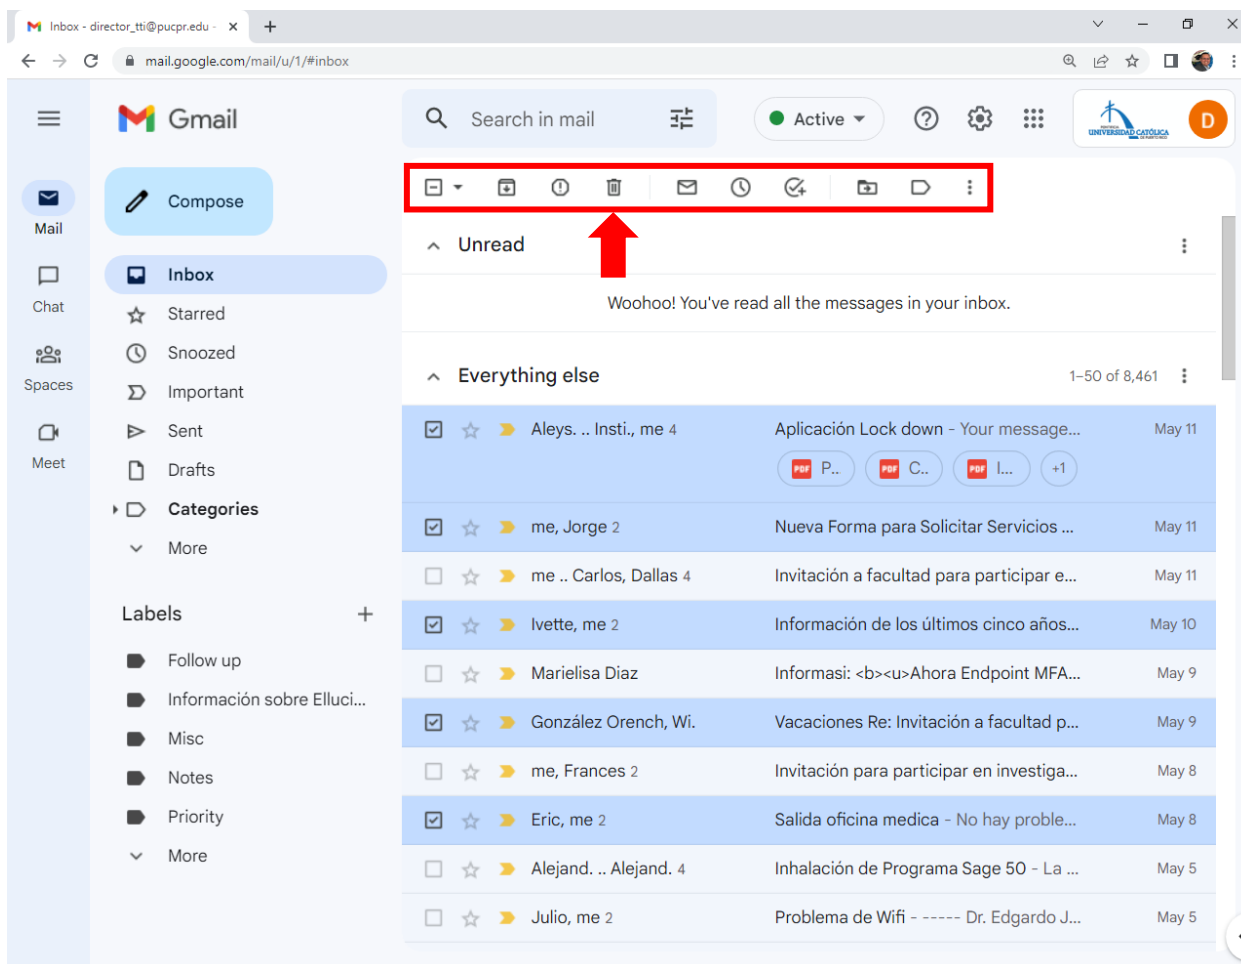 Inbox - director_tti@pucpr.edu -
mail.google.com/mail/u/1/#inbox
Gmail
Search in mail
Active
UNIVERSIDAD CATÓLICA
D
Compose
Mail
Chat
Spaces
Meet
Inbox
Starred
Snoozed
Important
Sent
Drafts
Categories
More
Labels
Follow up
Información sobre Elluci...
Misc
Notes
Priority
More
Unread
Woohoo! You've read all the messages in your inbox.
Everything else 1–50 of 8,461
Aleys. .. Insti., me 4 Aplicación Lock down - Your message... May 11
PDF P... PDF C.. PDF I... +1
me, Jorge 2 Nueva Forma para Solicitar Servicios ... May 11
me .. Carlos, Dallas 4 Invitación a facultad para participar e... May 11
Ivette, me 2 Información de los últimos cinco años... May 10
Marielisa Diaz Informasi: <b><u>Ahora Endpoint MFA... May 9
González Orench, Wi. Vacaciones Re: Invitación a facultad p... May 9
me, Frances 2 Invitación para participar en investiga... May 8
Eric, me 2 Salida oficina medica - No hay proble... May 8
Alejand. .. Alejand. 4 Inhalación de Programa Sage 50 - La ... May 5
Julio, me 2 Problema de Wifi - ----- Dr. Edgardo J... May 5